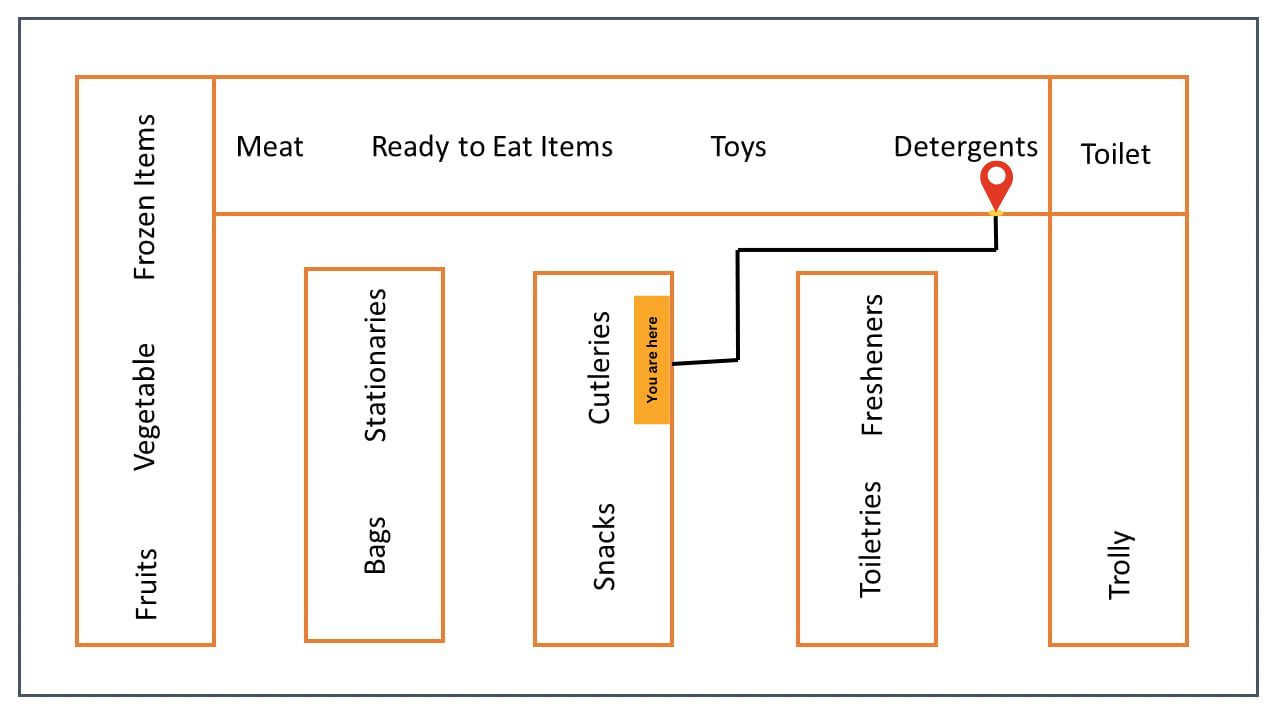 Meat
Ready to Eat Items
Toys
Detergents
Toilet
Frozen Items
Vegetable
Fruits
Stationaries
Bags
Cutleries
You are here
Snacks
Fresheners
Toiletries
Trolly